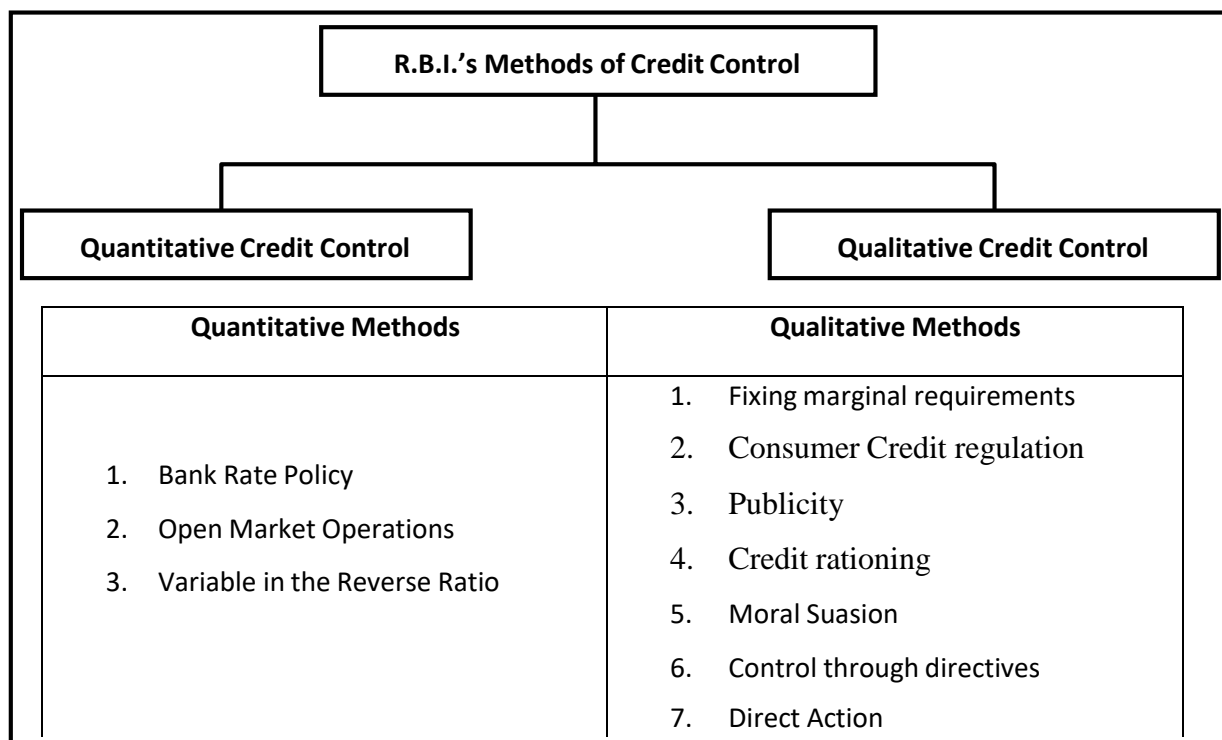 R.B.I.’s Methods of Credit Control
Quantitative Credit Control
Qualitative Credit Control
Quantitative Methods
Qualitative Methods
1. Bank Rate Policy
2. Open Market Operations
3. Variable in the Reverse Ratio
1. Fixing marginal requirements
2. Consumer Credit regulation
3. Publicity
4. Credit rationing
5. Moral Suasion
6. Control through directives
7. Direct Action